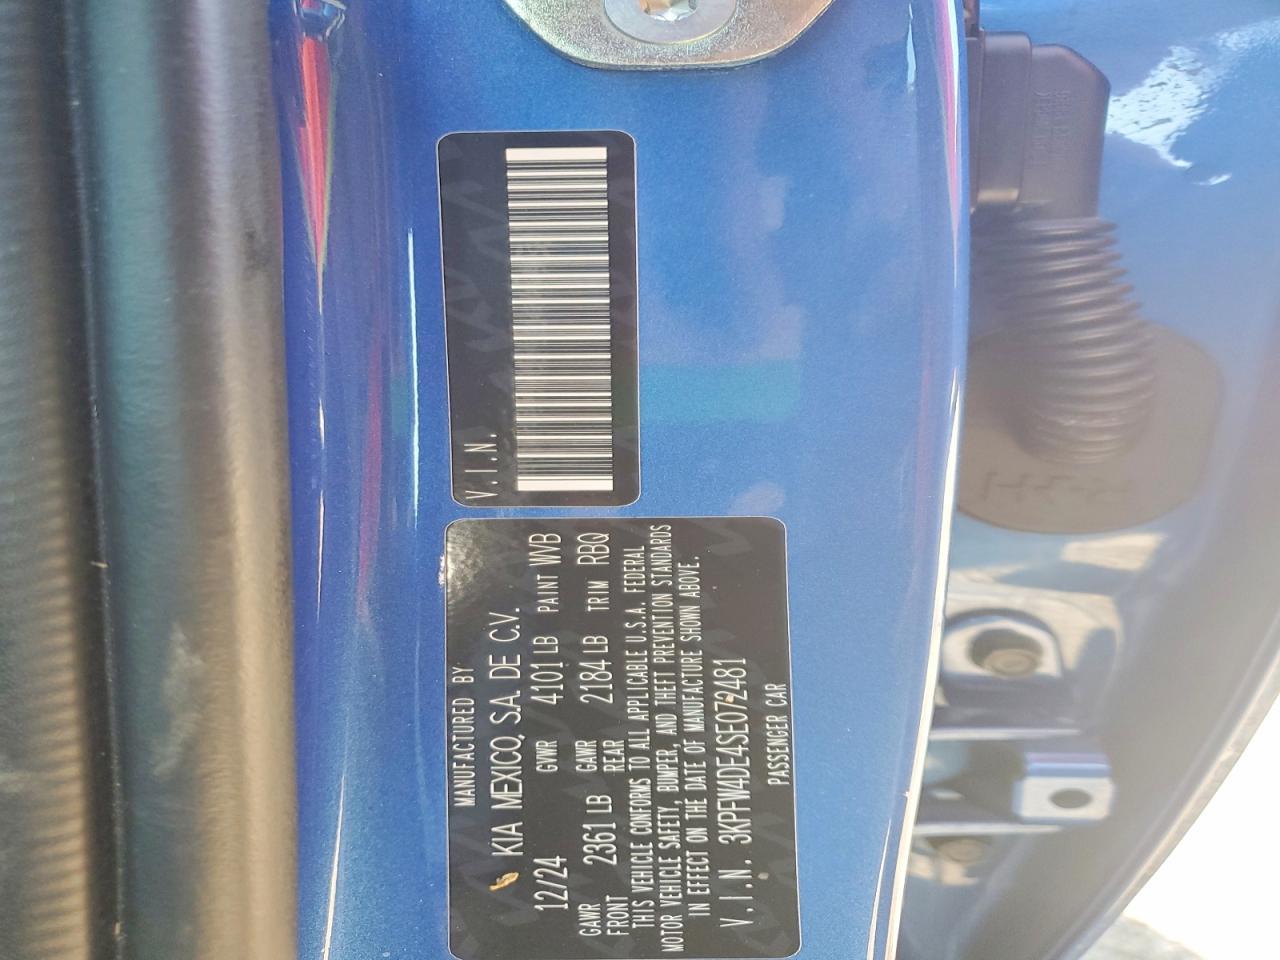 V.I.N.
MANUFACTURED BY
KIA MEXICO, S.A. DE C.V.
12/24 GVWR 4101 LB PAINT WVB
GAWR FRONT 2361 LB GAWR REAR 2184 LB TRIM RBQ
THIS VEHICLE CONFORMS TO ALL APPLICABLE U.S.A. FEDERAL
MOTOR VEHICLE SAFETY, BUMPER, AND THEFT PREVENTION STANDARDS
IN EFFECT ON THE DATE OF MANUFACTURE SHOWN ABOVE.
V.I.N. 3KPFW4DE4SE072481
PASSENGER CAR